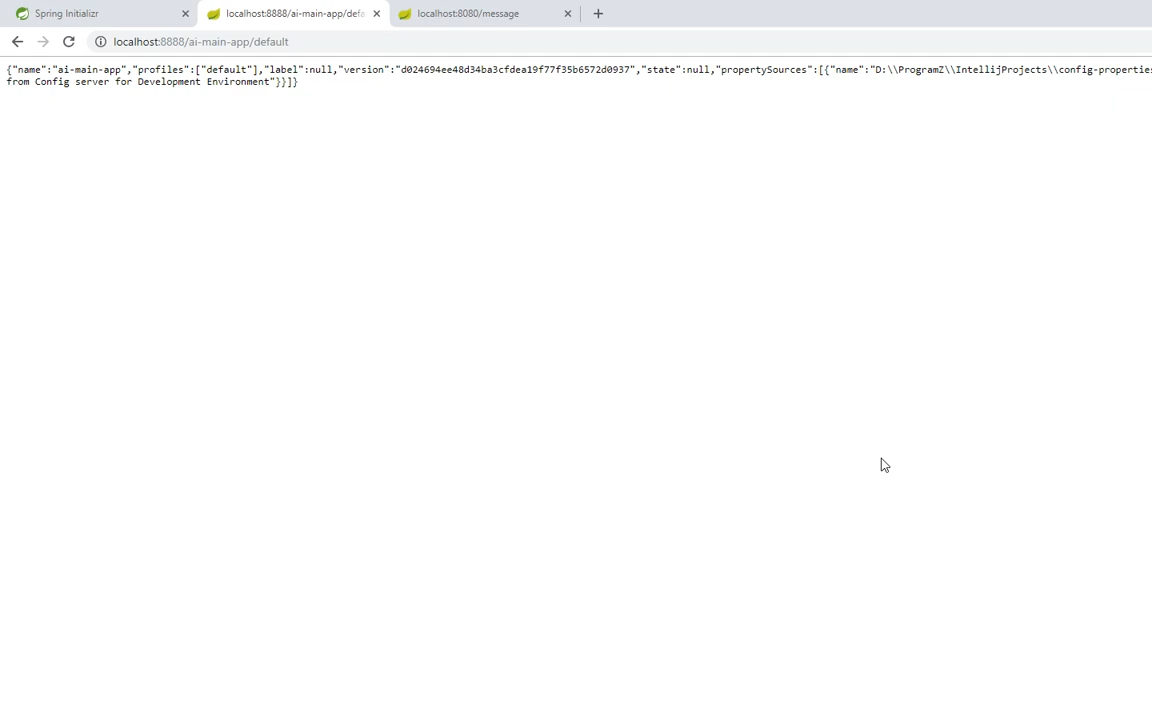 Spring Initializr
localhost:8888/ai-main-app/defa
localhost:8080/message
localhost:8888/ai-main-app/default
{"name":"ai-main-app","profiles":["default"],"label":null,"version":"d024694ee48d34ba3cfdea19f77f35b6572d0937","state":null,"propertySources":[{"name":"D:\\ProgramZ\\IntellijProjects\\config-properties
from Config server for Development Environment"}}]}